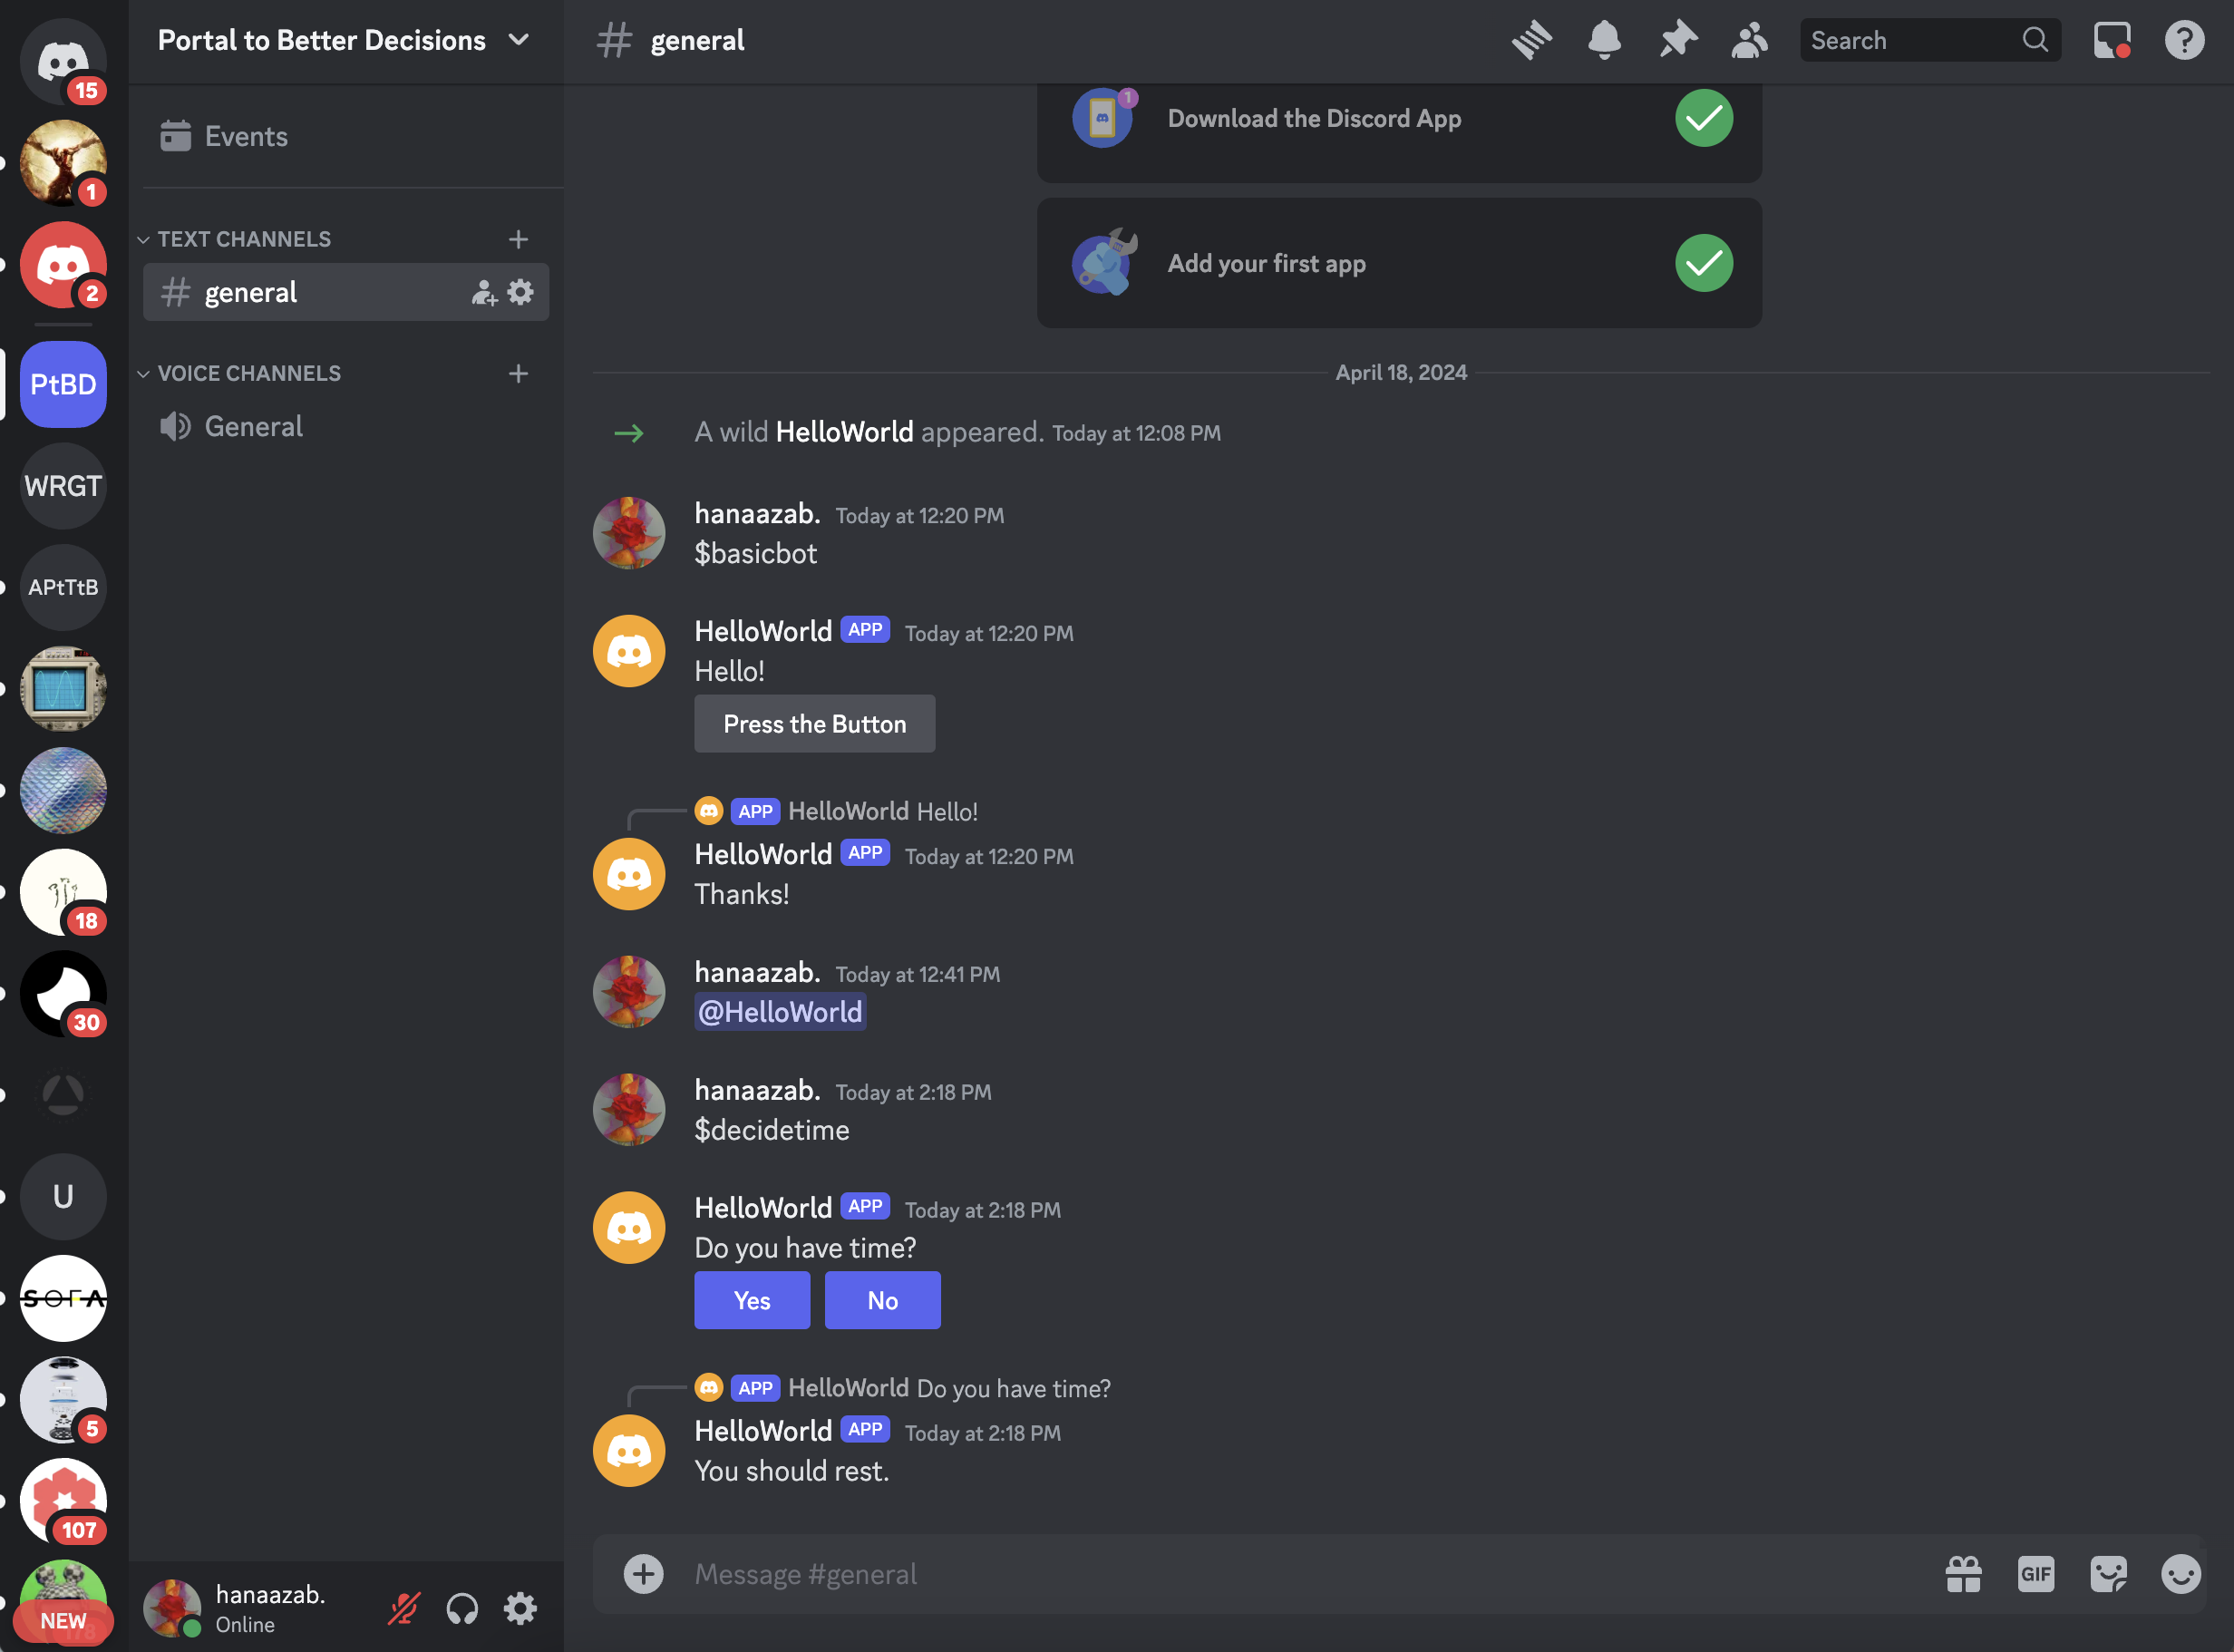 15
1
2
PtBD
WRGT
APtTtB
18
30
U
SOFA
5
107
NEW
Portal to Better Decisions
Events
TEXT CHANNELS
general
VOICE CHANNELS
General
hanaazab.
Online
general
Search
1
Download the Discord App
Add your first app
April 18, 2024
A wild HelloWorld appeared. Today at 12:08 PM
hanaazab. Today at 12:20 PM
$basicbot
HelloWorld APP Today at 12:20 PM
Hello!
Press the Button
APP HelloWorld Hello!
HelloWorld APP Today at 12:20 PM
Thanks!
hanaazab. Today at 12:41 PM
@HelloWorld
hanaazab. Today at 2:18 PM
$decidetime
HelloWorld APP Today at 2:18 PM
Do you have time?
Yes No
APP HelloWorld Do you have time?
HelloWorld APP Today at 2:18 PM
You should rest.
Message #general
GIF